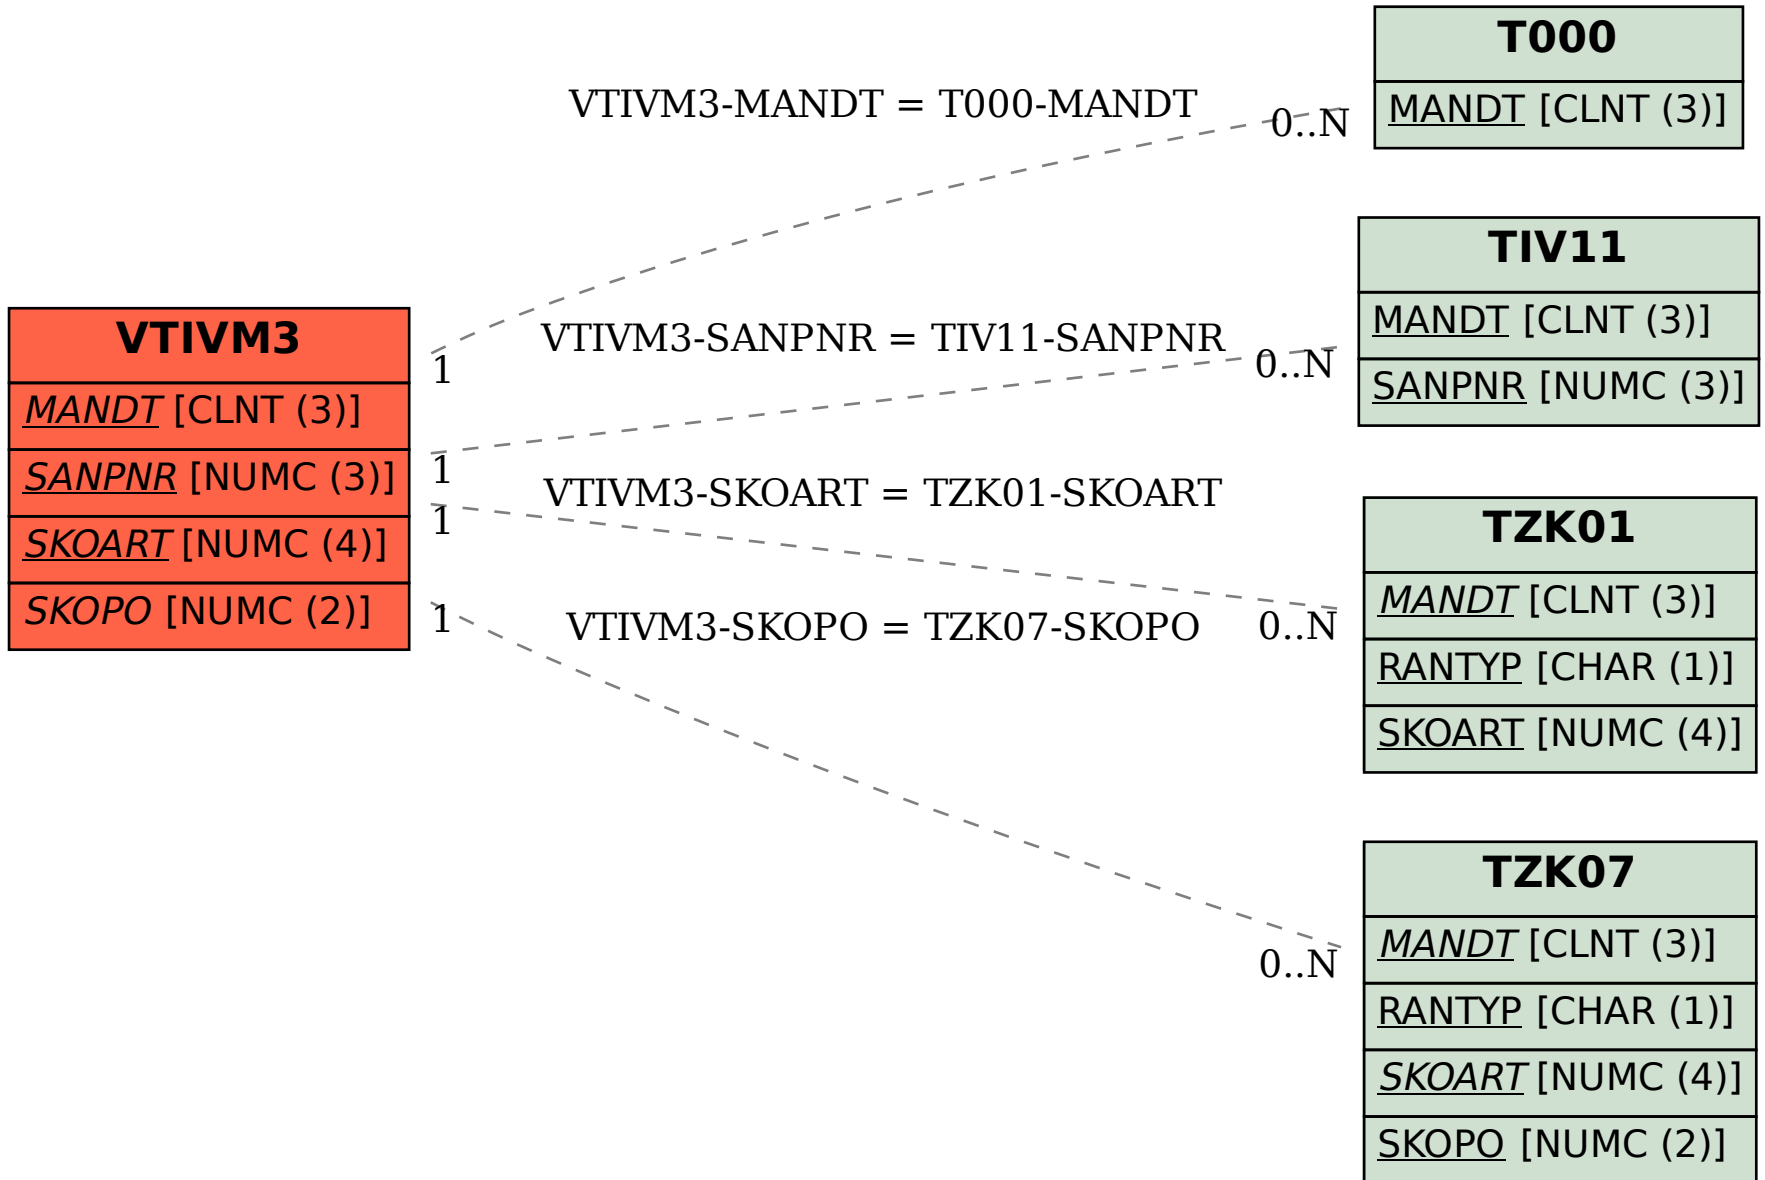 VTIVM3
MANDT [CLNT (3)]
SANPNR [NUMC (3)]
SKOART [NUMC (4)]
SKOPO [NUMC (2)]
VTIVM3-MANDT = T000-MANDT
1
0..N
VTIVM3-SANPNR = TIV11-SANPNR
1
0..N
VTIVM3-SKOART = TZK01-SKOART
1
0..N
VTIVM3-SKOPO = TZK07-SKOPO
1
0..N
T000
MANDT [CLNT (3)]
TIV11
MANDT [CLNT (3)]
SANPNR [NUMC (3)]
TZK01
MANDT [CLNT (3)]
RANTYP [CHAR (1)]
SKOART [NUMC (4)]
TZK07
MANDT [CLNT (3)]
RANTYP [CHAR (1)]
SKOART [NUMC (4)]
SKOPO [NUMC (2)]